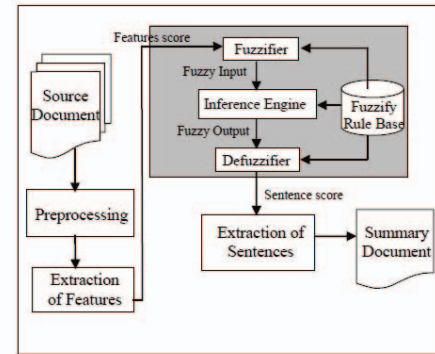 Features score
Source
Document
Preprocessing
Extraction
of Features
Fuzzifier
Fuzzy Input
Inference Engine
Fuzzy Output
Defuzzifier
Fuzzify
Rule Base
Sentence score
Extraction of
Sentences
Summary
Document